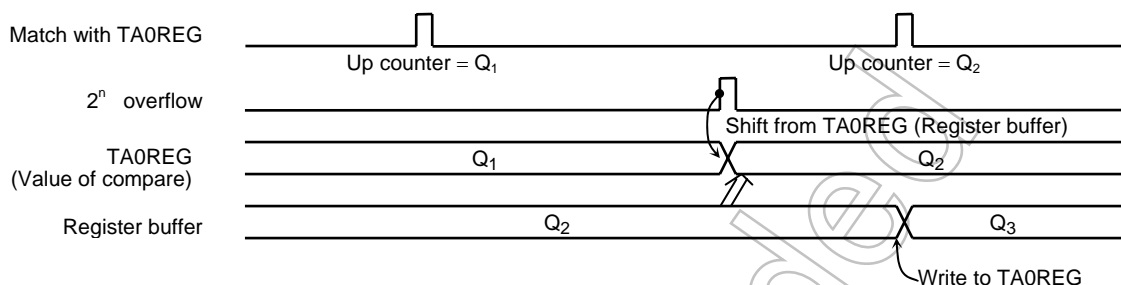 Match with TA0REG
Up counter = Q₁
Up counter = Q₂
2ⁿ overflow
Shift from TA0REG (Register buffer)
TA0REG
(Value of compare)
Q₁
Q₂
Register buffer
Q₂
Q₃
Write to TA0REG
ded